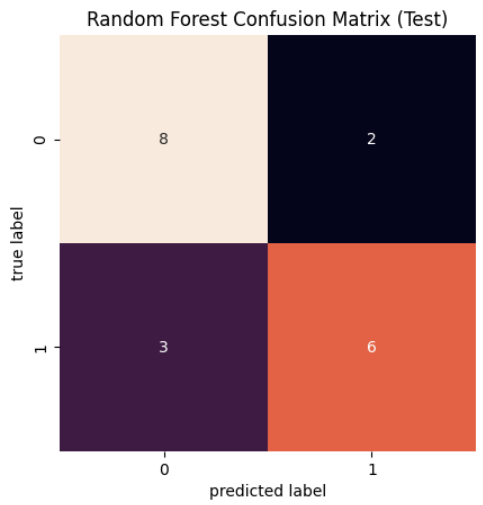 Random Forest Confusion Matrix (Test)
0
8
2
true label
1
3
6
0
1
predicted label